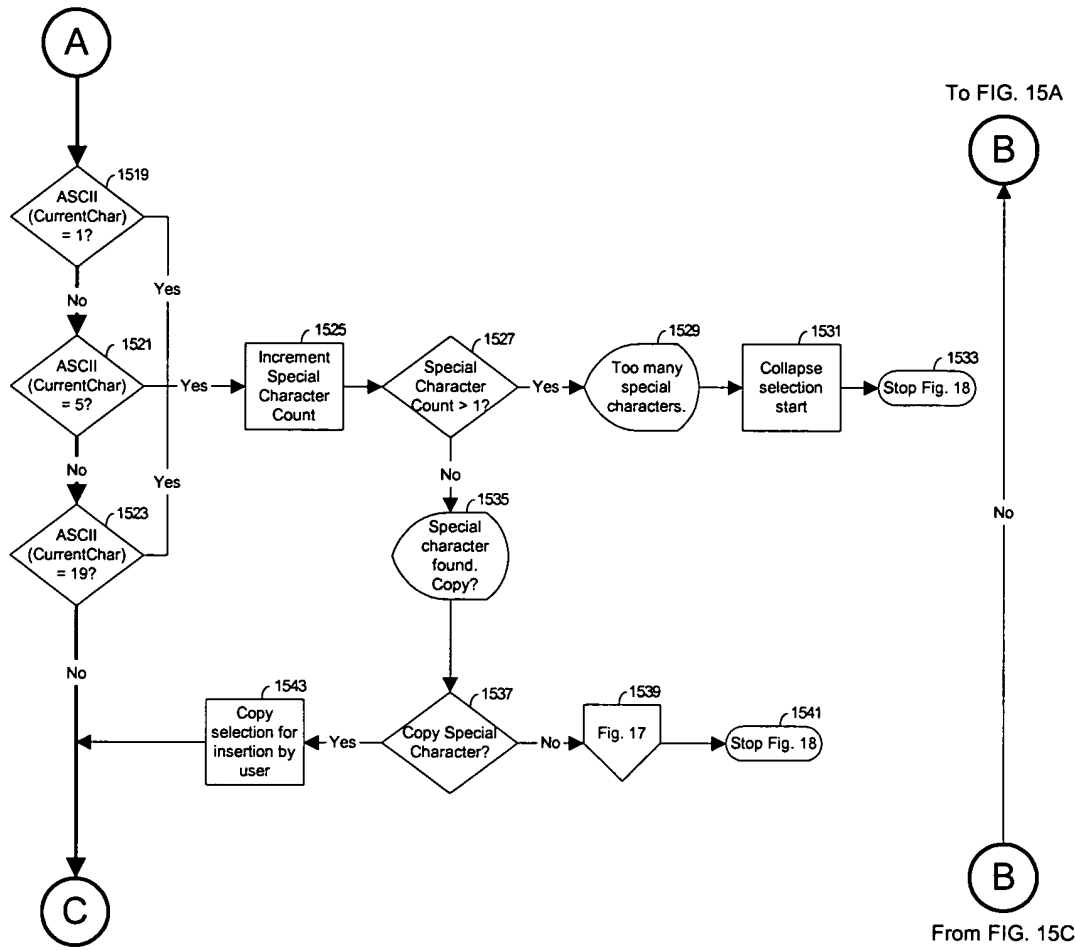 A
To FIG. 15A
B
1519
ASCII
(CurrentChar)
= 1?
Yes
No
1521
ASCII
(CurrentChar)
= 5?
Yes
1525
Increment
Special
Character
Count
1527
Special
Character
Count > 1?
Yes
1529
Too many
special
characters.
1531
Collapse
selection
start
1533
Stop Fig. 18
No
Yes
No
1523
ASCII
(CurrentChar)
= 19?
1535
Special
character
found.
Copy?
No
No
1543
Copy
selection for
insertion by
user
Yes
1537
Copy Special
Character?
No
1539
Fig. 17
1541
Stop Fig. 18
C
B
From FIG. 15C